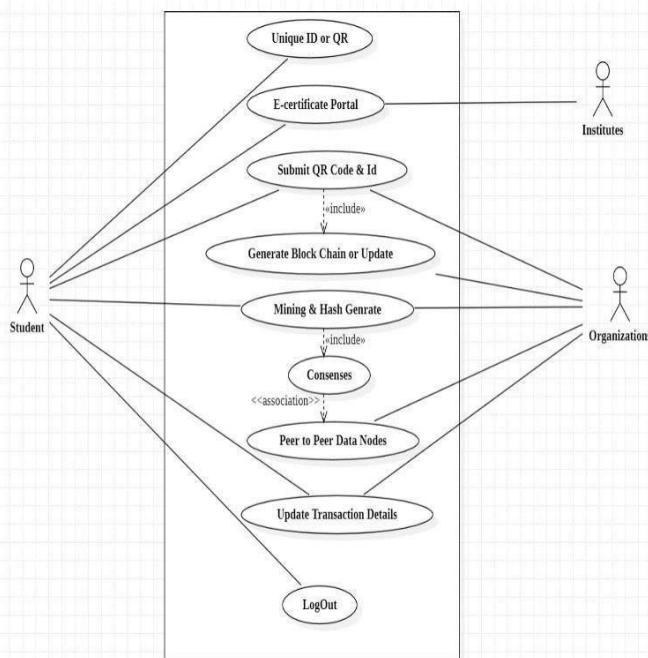 Unique ID or QR
E-certificate Portal
Institutes
Submit QR Code & Id
«include»
Generate Block Chain or Update
Mining & Hash Genrate
Student
Organizations
«include»
Consenses
<<association>>
Peer to Peer Data Nodes
Update Transaction Details
LogOut